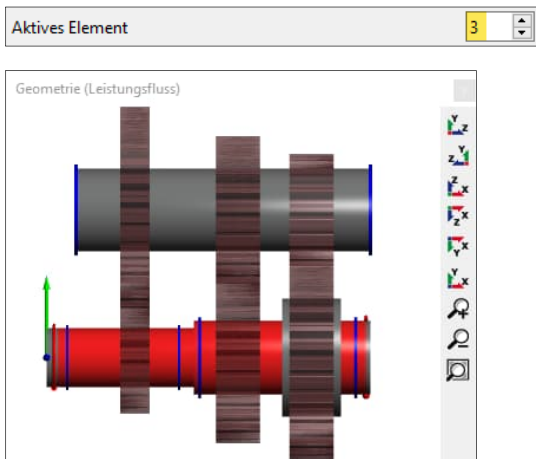 Aktives Element 3
Geometrie (Leistungsfluss)
Y Z
Z Y
Z X
X Z
X Y
Y X